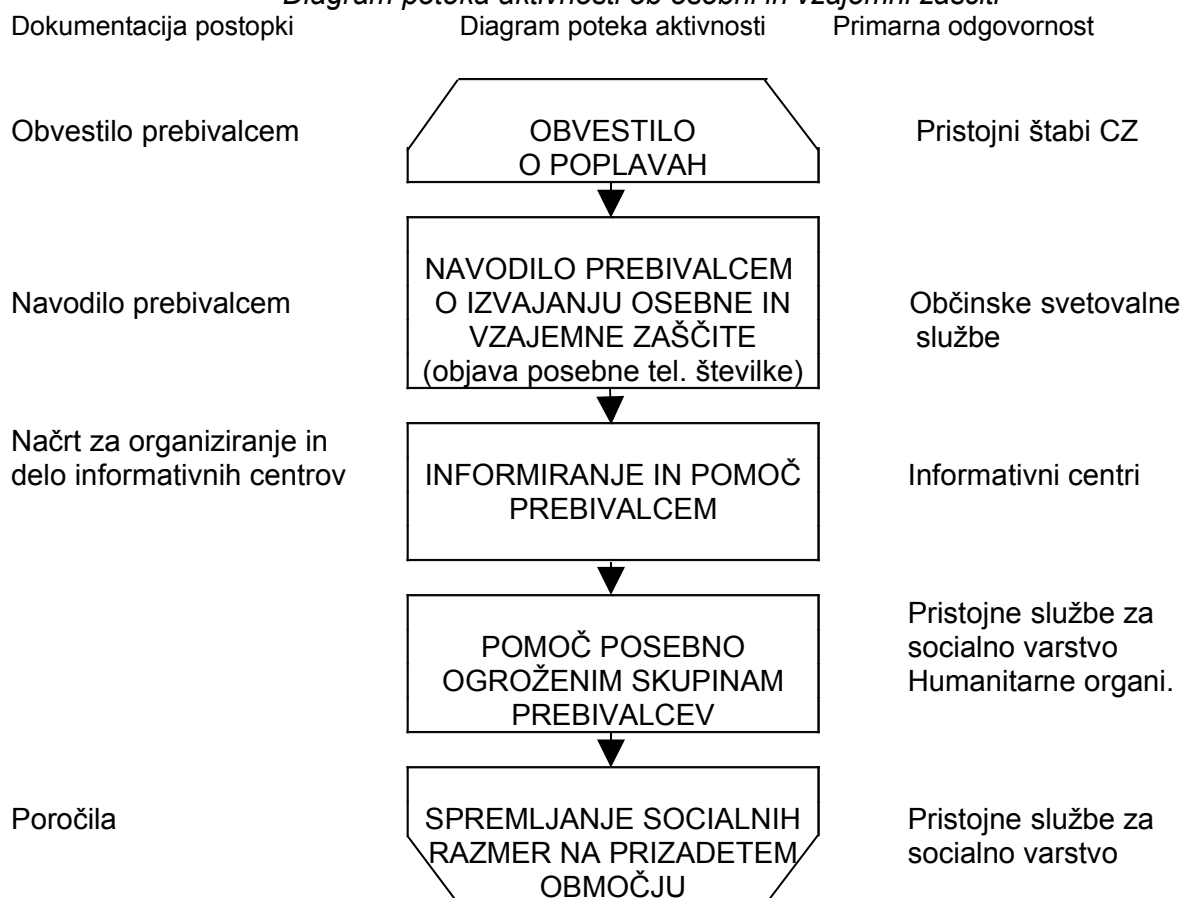 Diagram poteka aktivnosti ob osebni in vzajemni zaščiti
Dokumentacija postopki Diagram poteka aktivnosti Primarna odgovornost
Obvestilo prebivalcem
OBVESTILO
O POPLAVAH
Pristojni štabi CZ
Navodilo prebivalcem
NAVODILO PREBIVALCEM
O IZVAJANJU OSEBNE IN
VZAJEMNE ZAŠČITE
(objava posebne tel. številke)
Občinske svetovalne
službe
Načrt za organiziranje in
delo informativnih centrov
INFORMIRANJE IN POMOČ
PREBIVALCEM
Informativni centri
POMOČ POSEBNO
OGROŽENIM SKUPINAM
PREBIVALCEV
Pristojne službe za
socialno varstvo
Humanitarne organi.
Poročila
SPREMLJANJE SOCIALNIH
RAZMER NA PRIZADETEM
OBMOČJU
Pristojne službe za
socialno varstvo